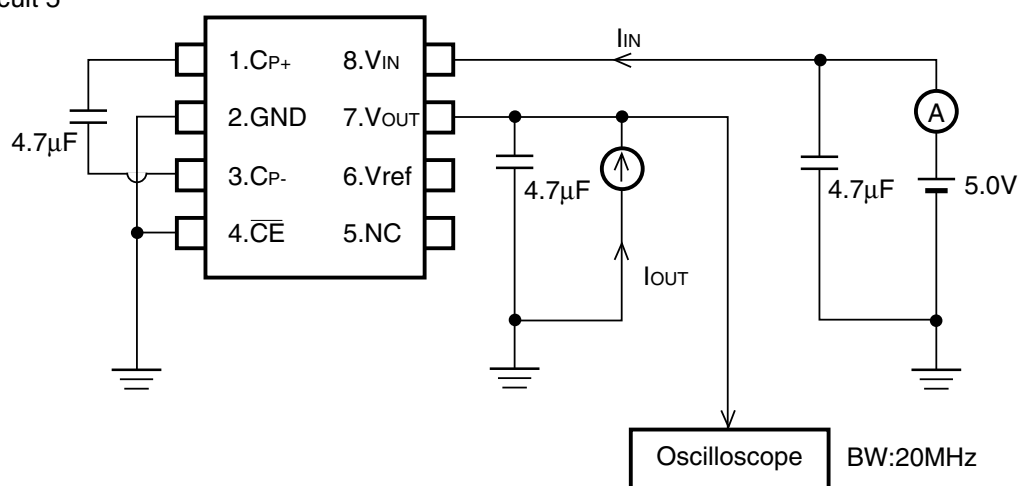 1.CP+ 8.VIN
2.GND 7.VOUT
3.CP- 6.Vref
4.CE 5.NC
4.7μF
IIN
A
4.7μF
IOUT
4.7μF
5.0V
Oscilloscope
BW:20MHz